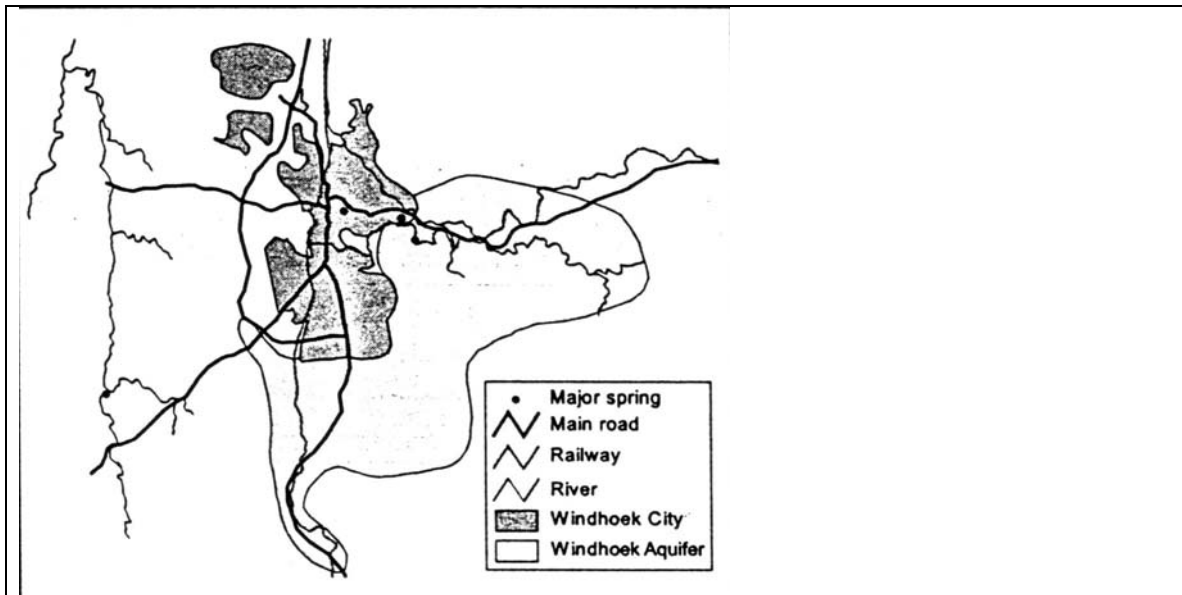 Major spring
Main road
Railway
River
Windhoek City
Windhoek Aquifer